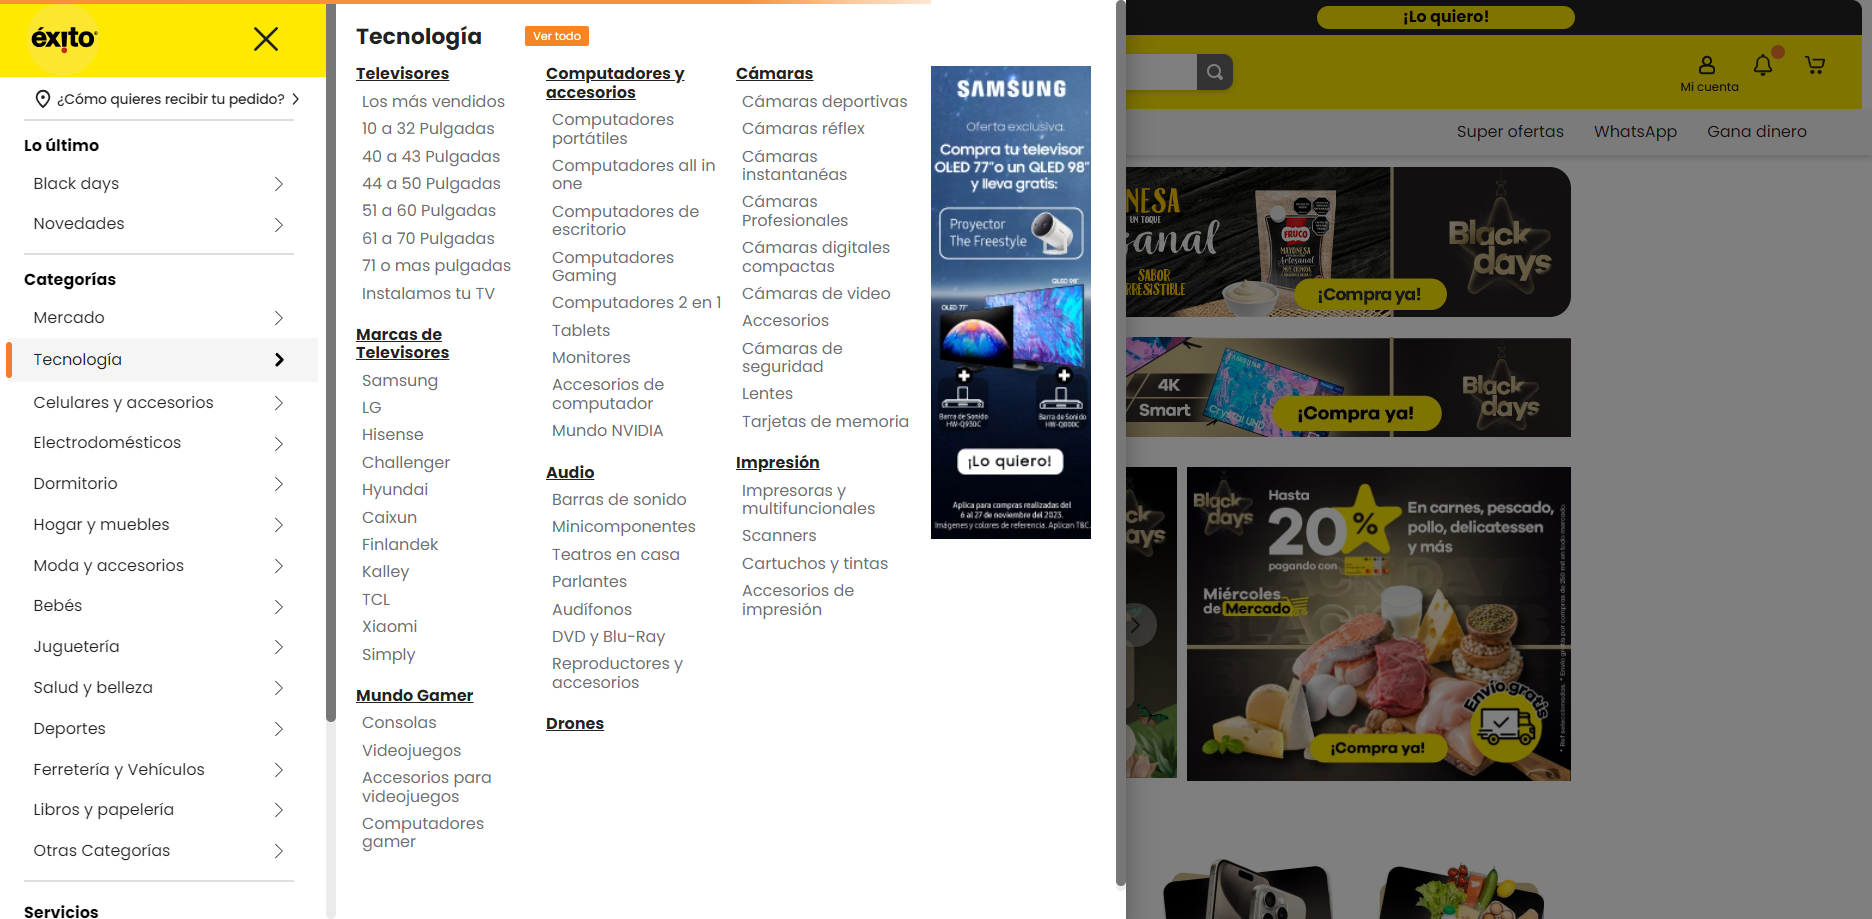 éxito
¿Cómo quieres recibir tu pedido?
Lo último
Black days
Novedades
Categorías
Mercado
Tecnología
Celulares y accesorios
Electrodomésticos
Dormitorio
Hogar y muebles
Moda y accesorios
Bebés
Juguetería
Salud y belleza
Deportes
Ferretería y Vehículos
Libros y papelería
Otras Categorías
Servicios
Tecnología
Ver todo
Televisores
Los más vendidos
10 a 32 Pulgadas
40 a 43 Pulgadas
44 a 50 Pulgadas
51 a 60 Pulgadas
61 a 70 Pulgadas
71 o mas pulgadas
Instalamos tu TV
Marcas de
Televisores
Samsung
LG
Hisense
Challenger
Hyundai
Caixun
Finlandek
Kalley
TCL
Xiaomi
Simply
Mundo Gamer
Consolas
Videojuegos
Accesorios para
videojuegos
Computadores
gamer
Computadores y
accesorios
Computadores
portátiles
Computadores all in
one
Computadores de
escritorio
Computadores
Gaming
Computadores 2 en 1
Tablets
Monitores
Accesorios de
computador
Mundo NVIDIA
Audio
Barras de sonido
Minicomponentes
Teatros en casa
Parlantes
Audífonos
DVD y Blu-Ray
Reproductores y
accesorios
Drones
Cámaras
Cámaras deportivas
Cámaras réflex
Cámaras
instantanéas
Cámaras
Profesionales
Cámaras digitales
compactas
Cámaras de video
Accesorios
Cámaras de
seguridad
Lentes
Tarjetas de memoria
Impresión
Impresoras y
multifuncionales
Scanners
Cartuchos y tintas
Accesorios de
impresión
SAMSUNG
Oferta exclusiva.
Compra tu televisor
OLED 77" o un QLED 98"
y lleva gratis:
Proyector
The Freestyle
QLED 98"
OLED 77"
Barra de Sonido
HW-Q930C
Barra de Sonido
HW-Q800C
¡Lo quiero!
Aplica para compras realizadas del
6 al 27 de noviembre del 2023.
Imágenes y colores de referencia. Aplican T&C.
¡Lo quiero!
Mi cuenta
Super ofertas
WhatsApp
Gana dinero
NESA
UN TOQUE
sanal
SABOR
RRESISTIBLE
FRUCO
MAYONESA
Artesanal
Black
days
¡Compra ya!
4K
Smart
SAMSUNG
Crystal UHD
¡Compra ya!
Black
days
ck
ays
Black
days
Hasta
20%
pagando con
En carnes, pescado,
pollo, delicatessen
y más
Miércoles
de Mercado
Envío gratis
¡Compra ya!